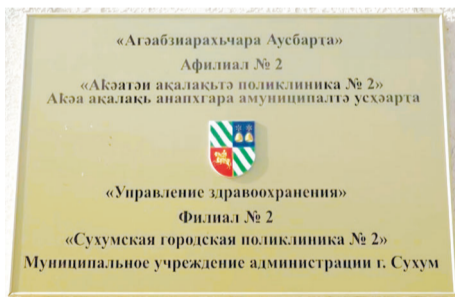 «Агәабзиарахьчара Аусбарҭа»
Афилиал № 2
«Аҟәатәи ақалақьтә поликлиника № 2»
Аҟәа ақалақь анапхгара амуниципалтә усҳәарҭа
«Управление здравоохранения»
Филиал № 2
«Сухумская городская поликлиника № 2»
Муниципальное учреждение администрации г. Сухум